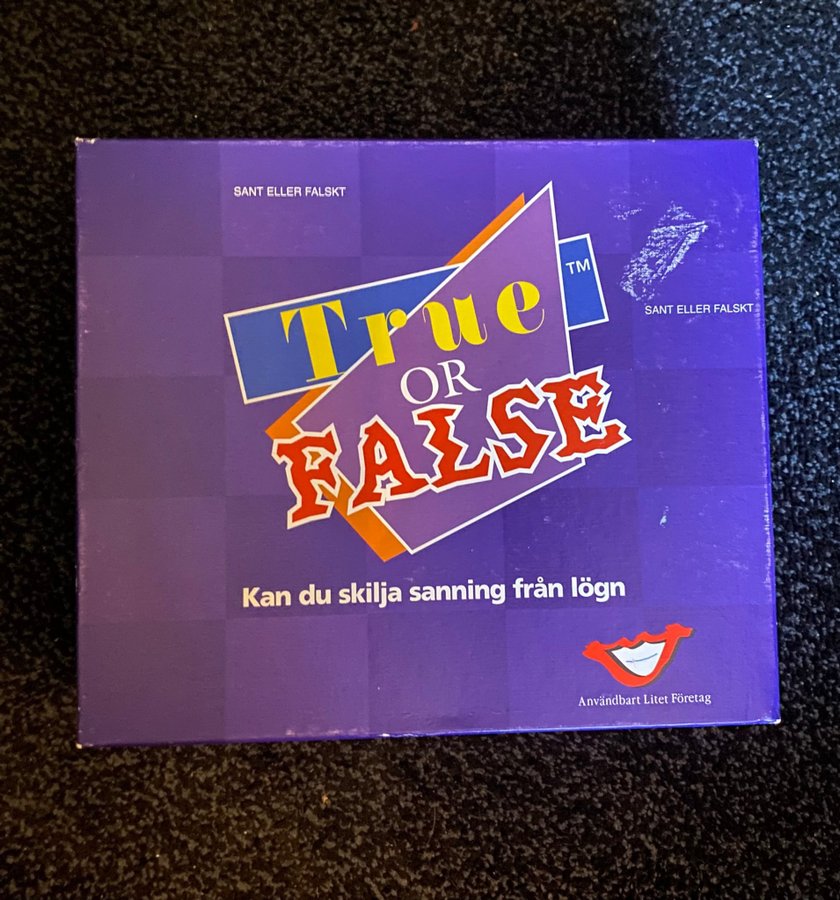 SANT ELLER FALSKT
True ™
SANT ELLER FALSKT
OR
FALSE
Kan du skilja sanning från lögn
Användbart Litet Företag